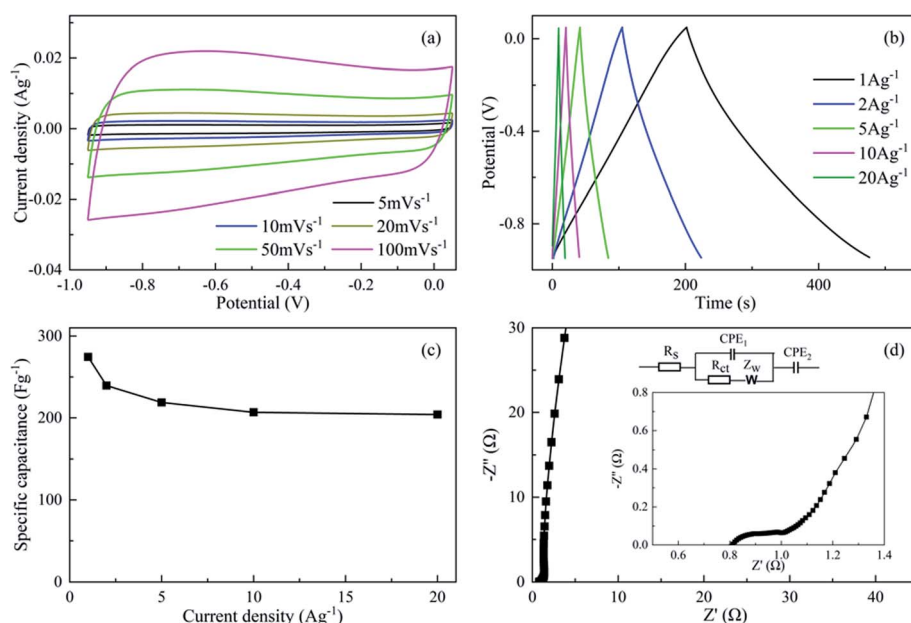 (a)
Current density (Ag⁻¹)
0.02
0.00
-0.02
-0.04
5mVs⁻¹
10mVs⁻¹ 20mVs⁻¹
50mVs⁻¹ 100mVs⁻¹
-1.0 -0.8 -0.6 -0.4 -0.2 0.0
Potential (V)
(b)
Potential (V)
0.0
-0.4
-0.8
1Ag⁻¹
2Ag⁻¹
5Ag⁻¹
10Ag⁻¹
20Ag⁻¹
0 200 400
Time (s)
(c)
Specific capacitance (Fg⁻¹)
300
200
100
0
0 5 10 15 20
Current density (Ag⁻¹)
(d)
-Z'' (Ω)
30
20
10
0
CPE₁
Rs CPE₂
Rct Zw
-Z'' (Ω)
0.8
0.6
0.4
0.2
0.0
0.6 0.8 1.0 1.2 1.4
Z' (Ω)
0 10 20 30 40
Z' (Ω)